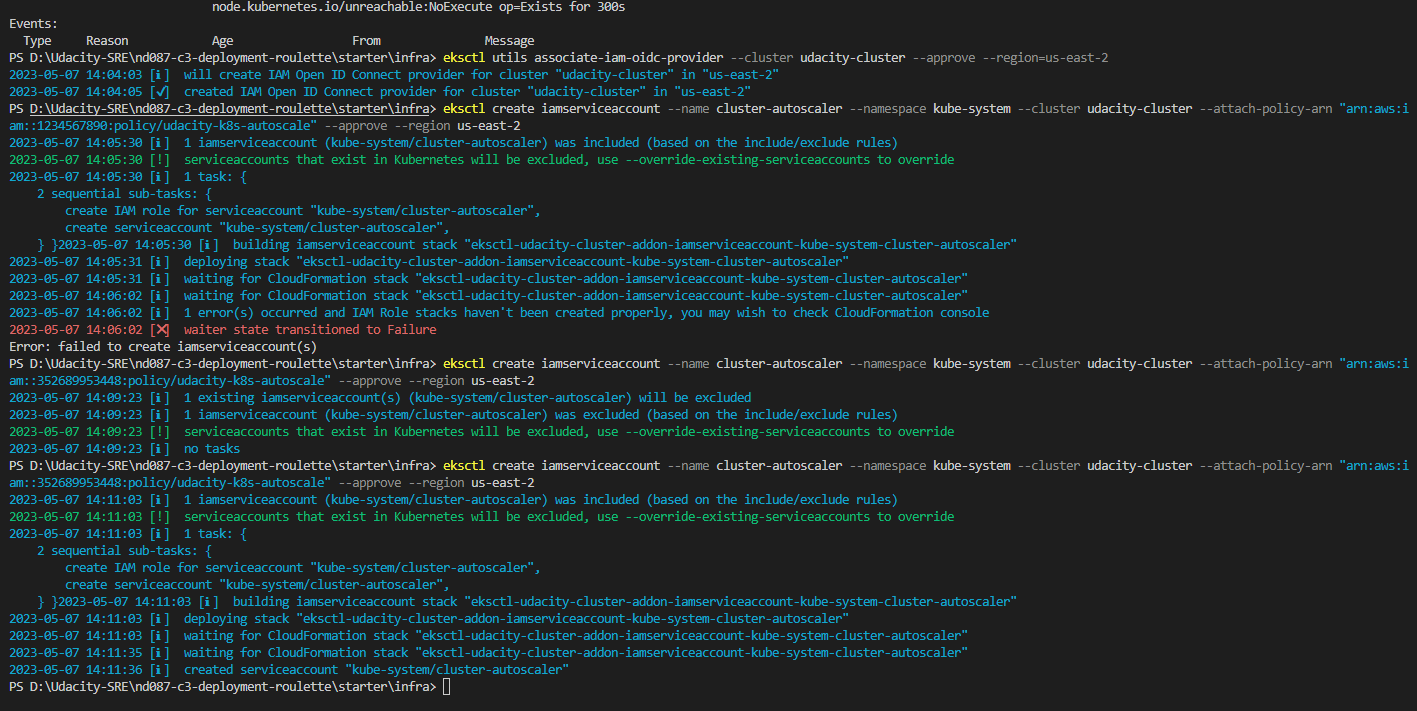 node.kubernetes.io/unreachable:NoExecute op=Exists for 300s
Events:
Type Reason Age From Message
PS D:\Udacity-SRE\nd087-c3-deployment-roulette\starter\infra> eksctl utils associate-iam-oidc-provider --cluster udacity-cluster --approve --region=us-east-2
2023-05-07 14:04:03 [ℹ] will create IAM Open ID Connect provider for cluster "udacity-cluster" in "us-east-2"
2023-05-07 14:04:05 [✔] created IAM Open ID Connect provider for cluster "udacity-cluster" in "us-east-2"
PS D:\Udacity-SRE\nd087-c3-deployment-roulette\starter\infra> eksctl create iamserviceaccount --name cluster-autoscaler --namespace kube-system --cluster udacity-cluster --attach-policy-arn "arn:aws:i
am::1234567890:policy/udacity-k8s-autoscale" --approve --region us-east-2
2023-05-07 14:05:30 [ℹ] 1 iamserviceaccount (kube-system/cluster-autoscaler) was included (based on the include/exclude rules)
2023-05-07 14:05:30 [!] serviceaccounts that exist in Kubernetes will be excluded, use --override-existing-serviceaccounts to override
2023-05-07 14:05:30 [ℹ] 1 task: {
2 sequential sub-tasks: {
create IAM role for serviceaccount "kube-system/cluster-autoscaler",
create serviceaccount "kube-system/cluster-autoscaler",
} }2023-05-07 14:05:30 [ℹ] building iamserviceaccount stack "eksctl-udacity-cluster-addon-iamserviceaccount-kube-system-cluster-autoscaler"
2023-05-07 14:05:31 [ℹ] deploying stack "eksctl-udacity-cluster-addon-iamserviceaccount-kube-system-cluster-autoscaler"
2023-05-07 14:05:31 [ℹ] waiting for CloudFormation stack "eksctl-udacity-cluster-addon-iamserviceaccount-kube-system-cluster-autoscaler"
2023-05-07 14:06:02 [ℹ] waiting for CloudFormation stack "eksctl-udacity-cluster-addon-iamserviceaccount-kube-system-cluster-autoscaler"
2023-05-07 14:06:02 [ℹ] 1 error(s) occurred and IAM Role stacks haven't been created properly, you may wish to check CloudFormation console
2023-05-07 14:06:02 [✖] waiter state transitioned to Failure
Error: failed to create iamserviceaccount(s)
PS D:\Udacity-SRE\nd087-c3-deployment-roulette\starter\infra> eksctl create iamserviceaccount --name cluster-autoscaler --namespace kube-system --cluster udacity-cluster --attach-policy-arn "arn:aws:i
am::352689953448:policy/udacity-k8s-autoscale" --approve --region us-east-2
2023-05-07 14:09:23 [ℹ] 1 existing iamserviceaccount(s) (kube-system/cluster-autoscaler) will be excluded
2023-05-07 14:09:23 [ℹ] 1 iamserviceaccount (kube-system/cluster-autoscaler) was excluded (based on the include/exclude rules)
2023-05-07 14:09:23 [!] serviceaccounts that exist in Kubernetes will be excluded, use --override-existing-serviceaccounts to override
2023-05-07 14:09:23 [ℹ] no tasks
PS D:\Udacity-SRE\nd087-c3-deployment-roulette\starter\infra> eksctl create iamserviceaccount --name cluster-autoscaler --namespace kube-system --cluster udacity-cluster --attach-policy-arn "arn:aws:i
am::352689953448:policy/udacity-k8s-autoscale" --approve --region us-east-2
2023-05-07 14:11:03 [ℹ] 1 iamserviceaccount (kube-system/cluster-autoscaler) was included (based on the include/exclude rules)
2023-05-07 14:11:03 [!] serviceaccounts that exist in Kubernetes will be excluded, use --override-existing-serviceaccounts to override
2023-05-07 14:11:03 [ℹ] 1 task: {
2 sequential sub-tasks: {
create IAM role for serviceaccount "kube-system/cluster-autoscaler",
create serviceaccount "kube-system/cluster-autoscaler",
} }2023-05-07 14:11:03 [ℹ] building iamserviceaccount stack "eksctl-udacity-cluster-addon-iamserviceaccount-kube-system-cluster-autoscaler"
2023-05-07 14:11:03 [ℹ] deploying stack "eksctl-udacity-cluster-addon-iamserviceaccount-kube-system-cluster-autoscaler"
2023-05-07 14:11:03 [ℹ] waiting for CloudFormation stack "eksctl-udacity-cluster-addon-iamserviceaccount-kube-system-cluster-autoscaler"
2023-05-07 14:11:35 [ℹ] waiting for CloudFormation stack "eksctl-udacity-cluster-addon-iamserviceaccount-kube-system-cluster-autoscaler"
2023-05-07 14:11:36 [ℹ] created serviceaccount "kube-system/cluster-autoscaler"
PS D:\Udacity-SRE\nd087-c3-deployment-roulette\starter\infra>